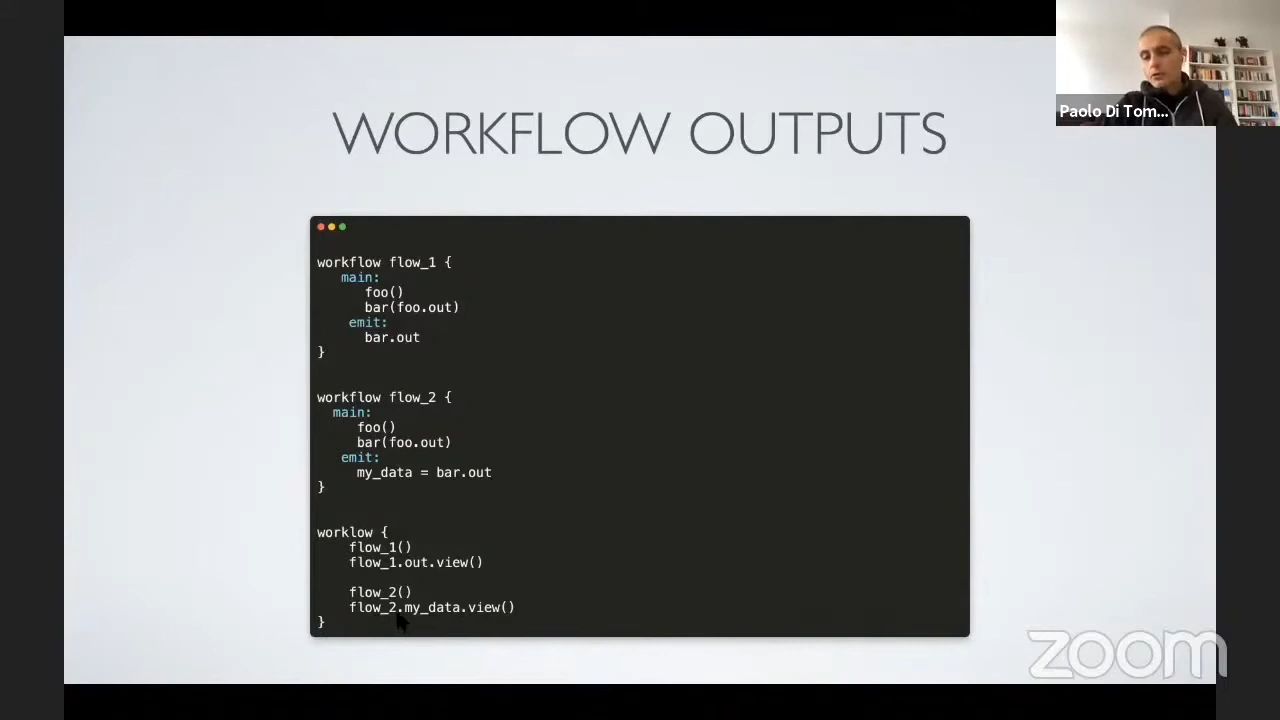 Paolo Di Tom...
WORKFLOW OUTPUTS
workflow flow_1 {
main:
foo()
bar(foo.out)
emit:
bar.out
}
workflow flow_2 {
main:
foo()
bar(foo.out)
emit:
my_data = bar.out
}
worklow {
flow_1()
flow_1.out.view()
flow_2()
flow_2.my_data.view()
}
zoom